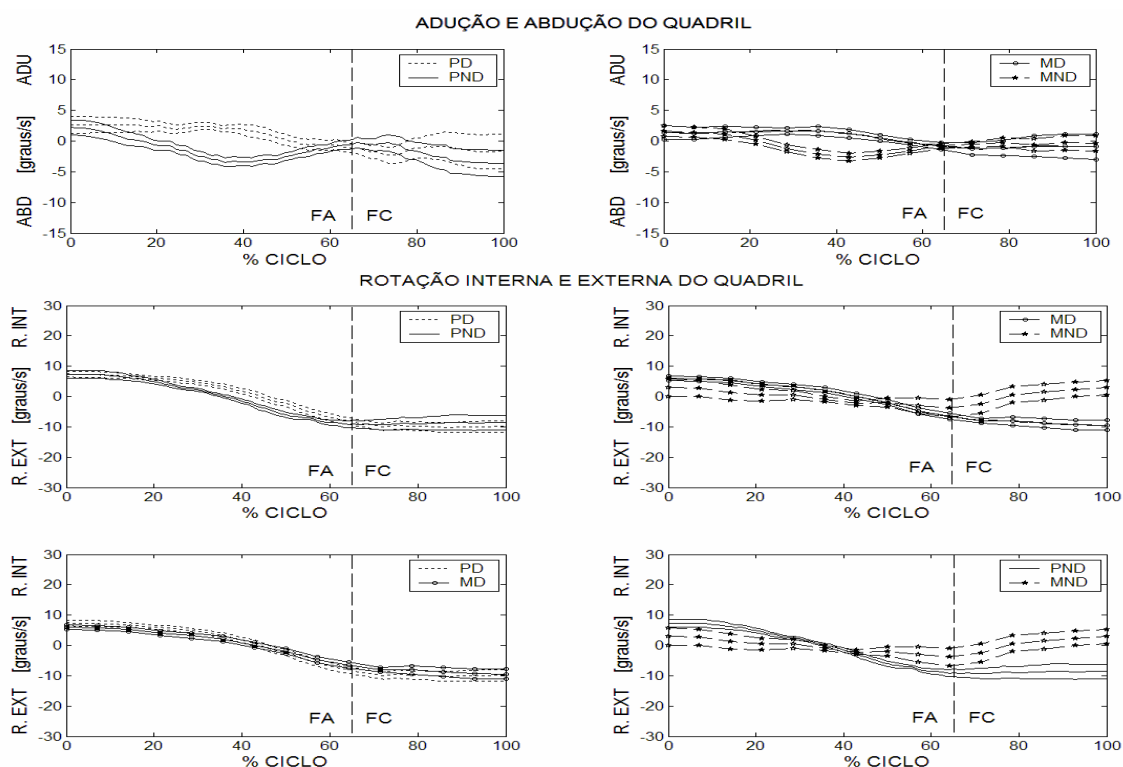 ADUÇÃO E ABDUÇÃO DO QUADRIL
ABD [graus/s] ADU
15
10
5
0
-5
-10
-15
PD
PND
FA FC
0 20 40 60 80 100
% CICLO
ABD [graus/s] ADU
15
10
5
0
-5
-10
-15
MD
MND
FA FC
0 20 40 60 80 100
% CICLO
ROTAÇÃO INTERNA E EXTERNA DO QUADRIL
R. EXT [graus/s] R. INT
30
20
10
0
-10
-20
-30
PD
PND
FA FC
0 20 40 60 80 100
% CICLO
R. EXT [graus/s] R. INT
30
20
10
0
-10
-20
-30
MD
MND
FA FC
0 20 40 60 80 100
% CICLO
R. EXT [graus/s] R. INT
30
20
10
0
-10
-20
-30
PD
MD
FA FC
0 20 40 60 80 100
% CICLO
R. EXT [graus/s] R. INT
30
20
10
0
-10
-20
-30
PND
MND
FA FC
0 20 40 60 80 100
% CICLO